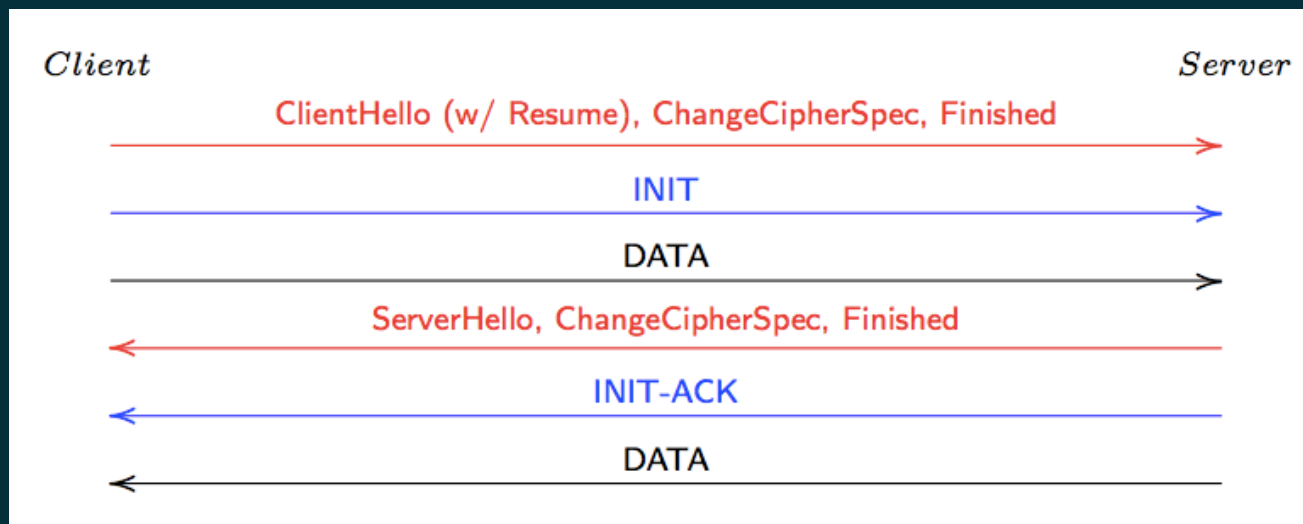 Client Server
ClientHello (w/ Resume), ChangeCipherSpec, Finished
INIT
DATA
ServerHello, ChangeCipherSpec, Finished
INIT-ACK
DATA